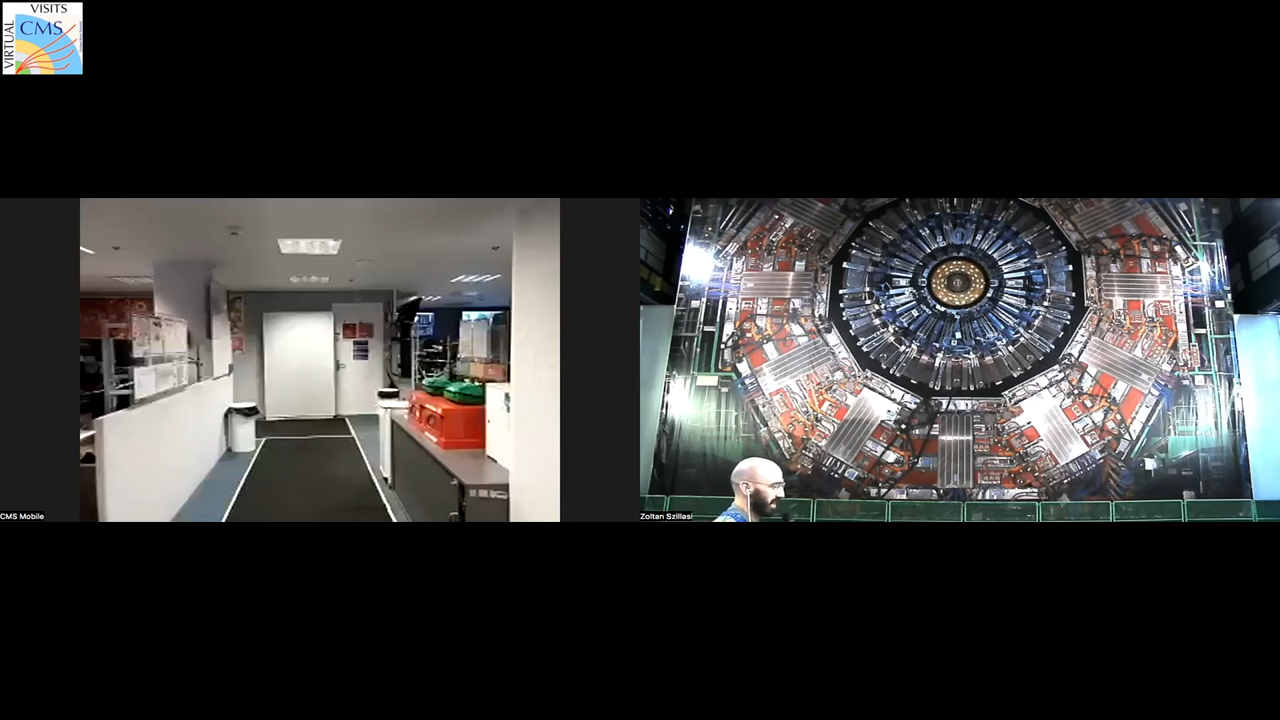 VISITS
CMS
VIRTUAL
CMS Mobile
Zoltan Szillasi